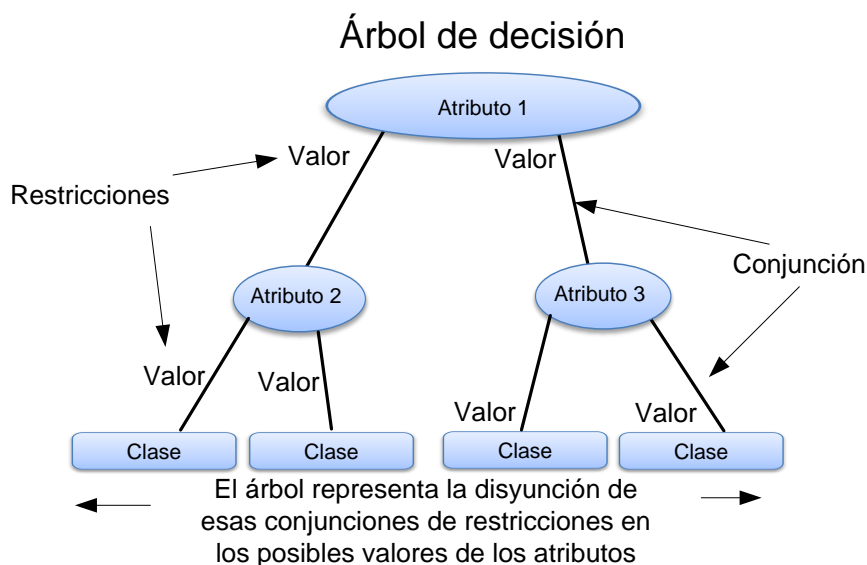 Árbol de decisión
Atributo 1
Valor
Valor
Restricciones
Conjunción
Atributo 2
Atributo 3
Valor
Valor
Valor
Valor
Clase
Clase
Clase
Clase
El árbol representa la disyunción de
esas conjunciones de restricciones en
los posibles valores de los atributos